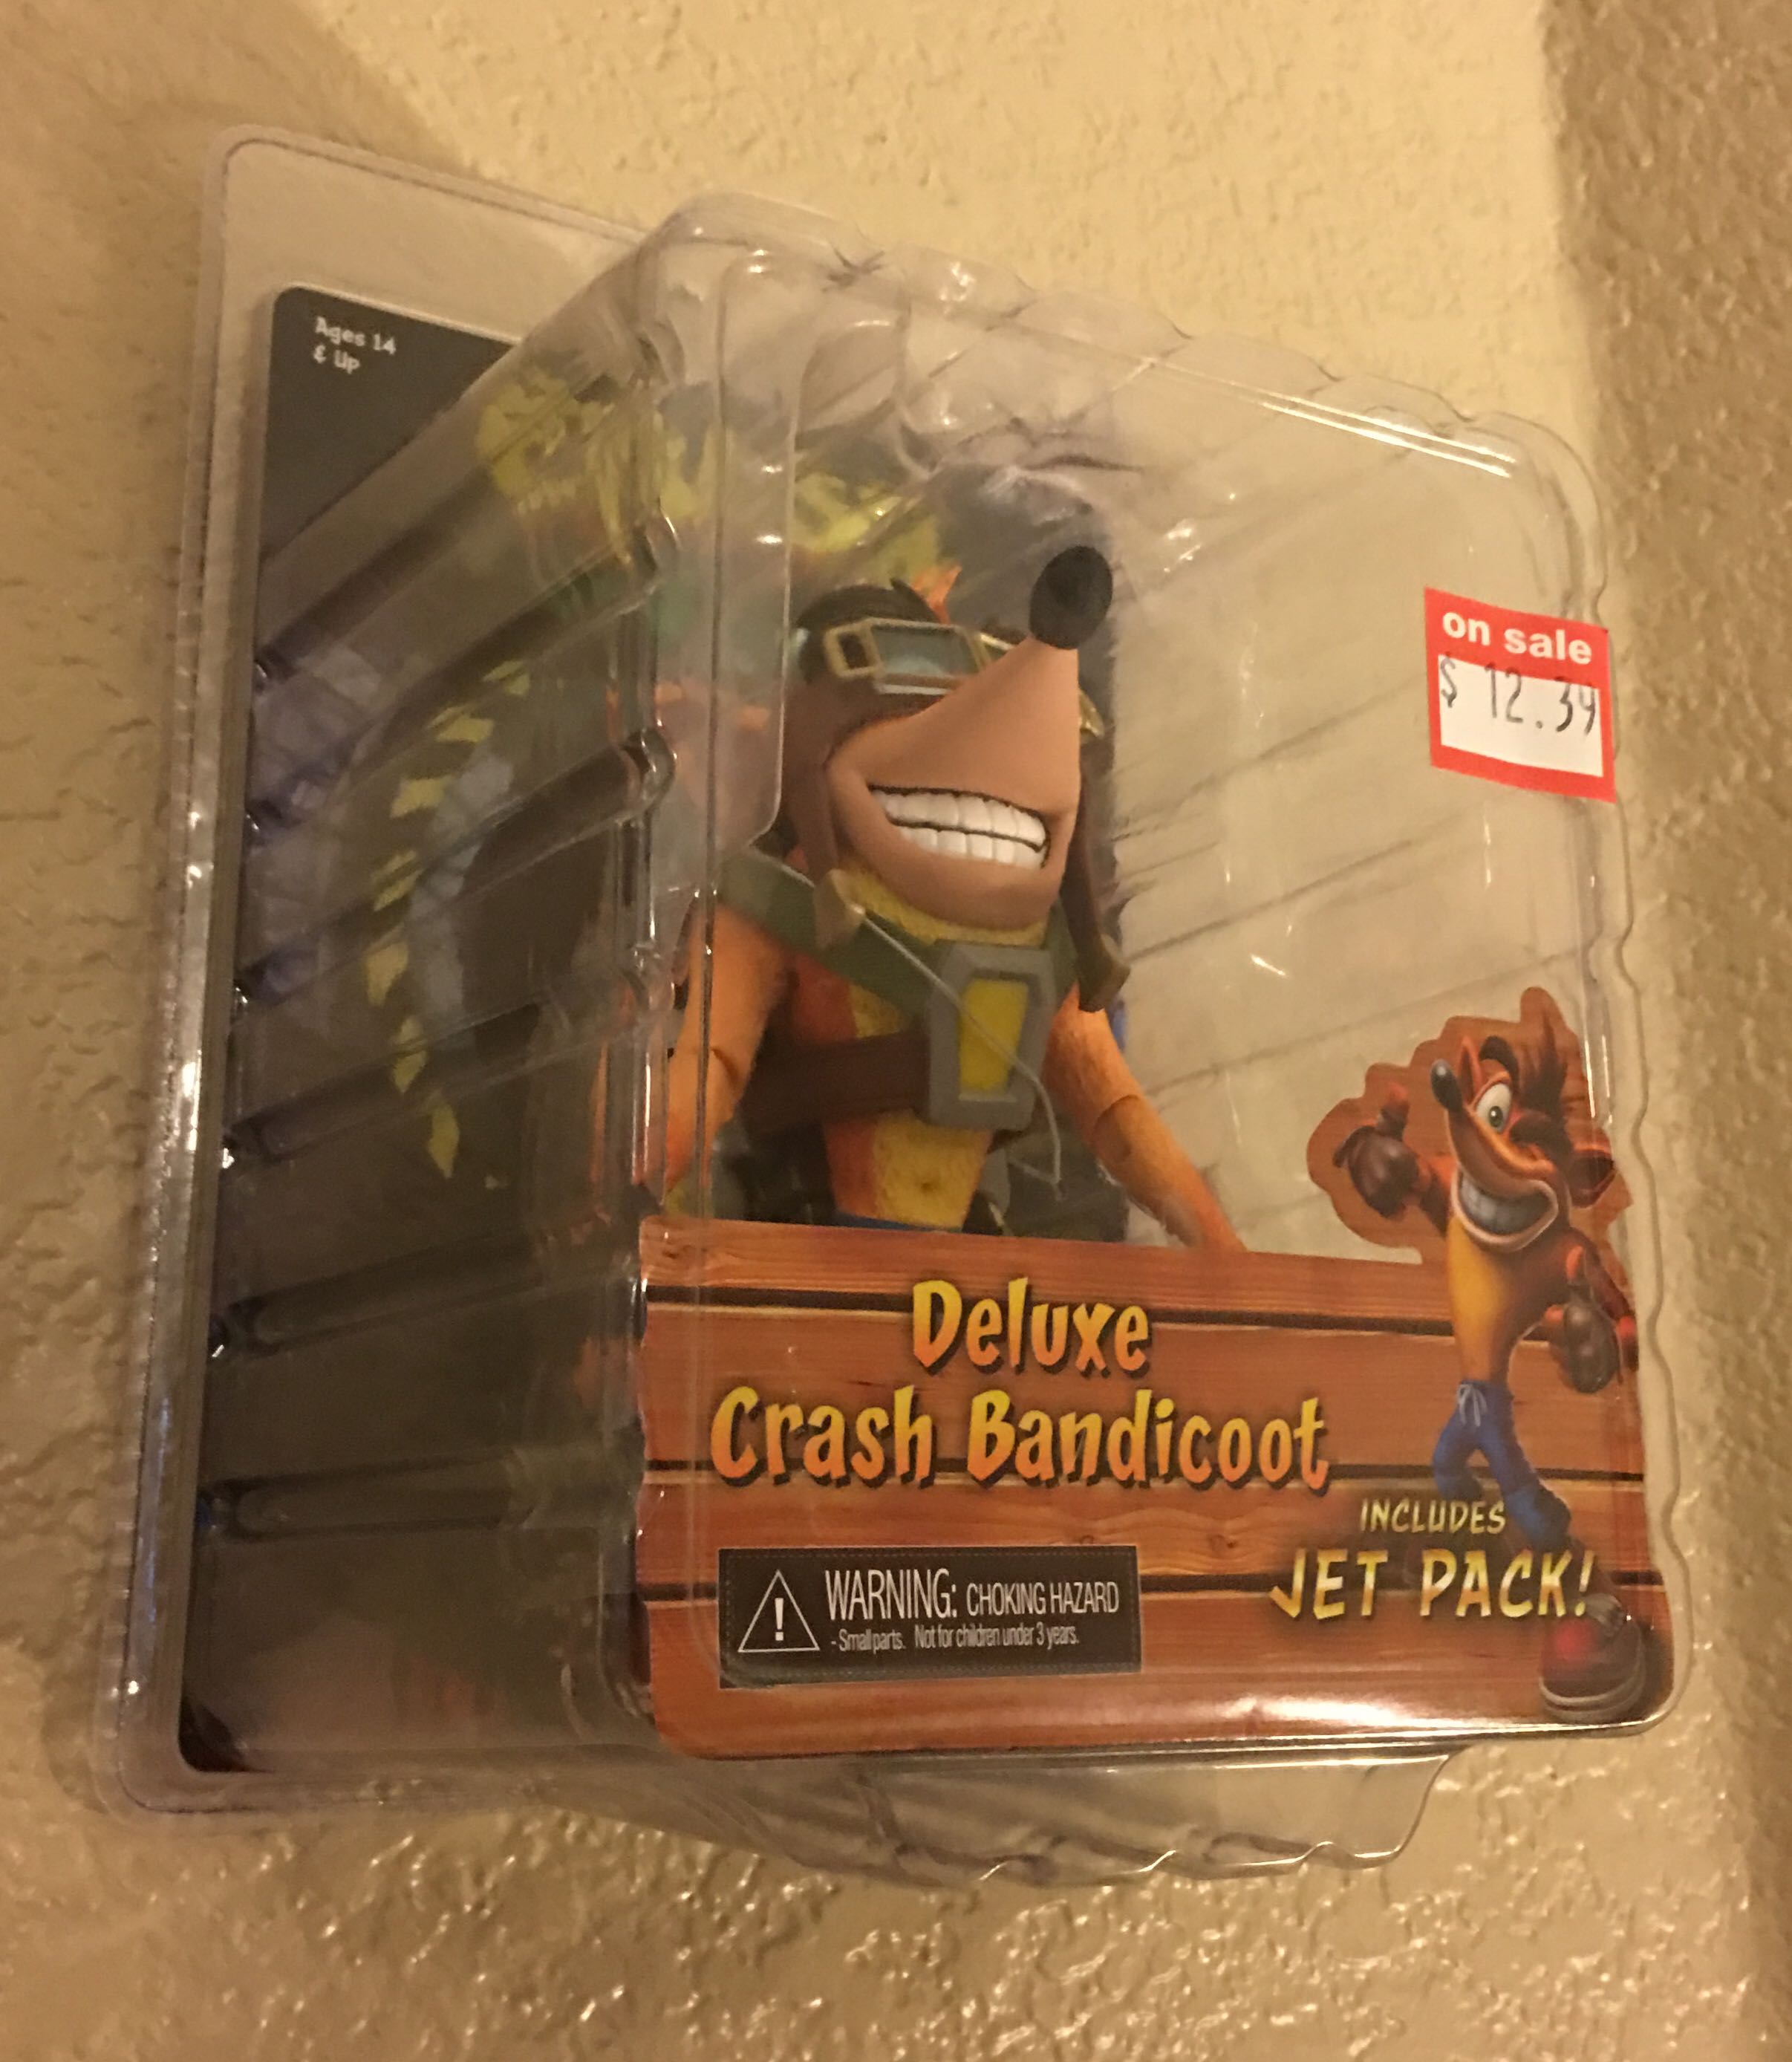 Ages 14
& Up
on sale
$ 12.34
Deluxe
Crash Bandicoot
INCLUDES
JET PACK!
WARNING: CHOKING HAZARD
- Small parts. Not for children under 3 years.